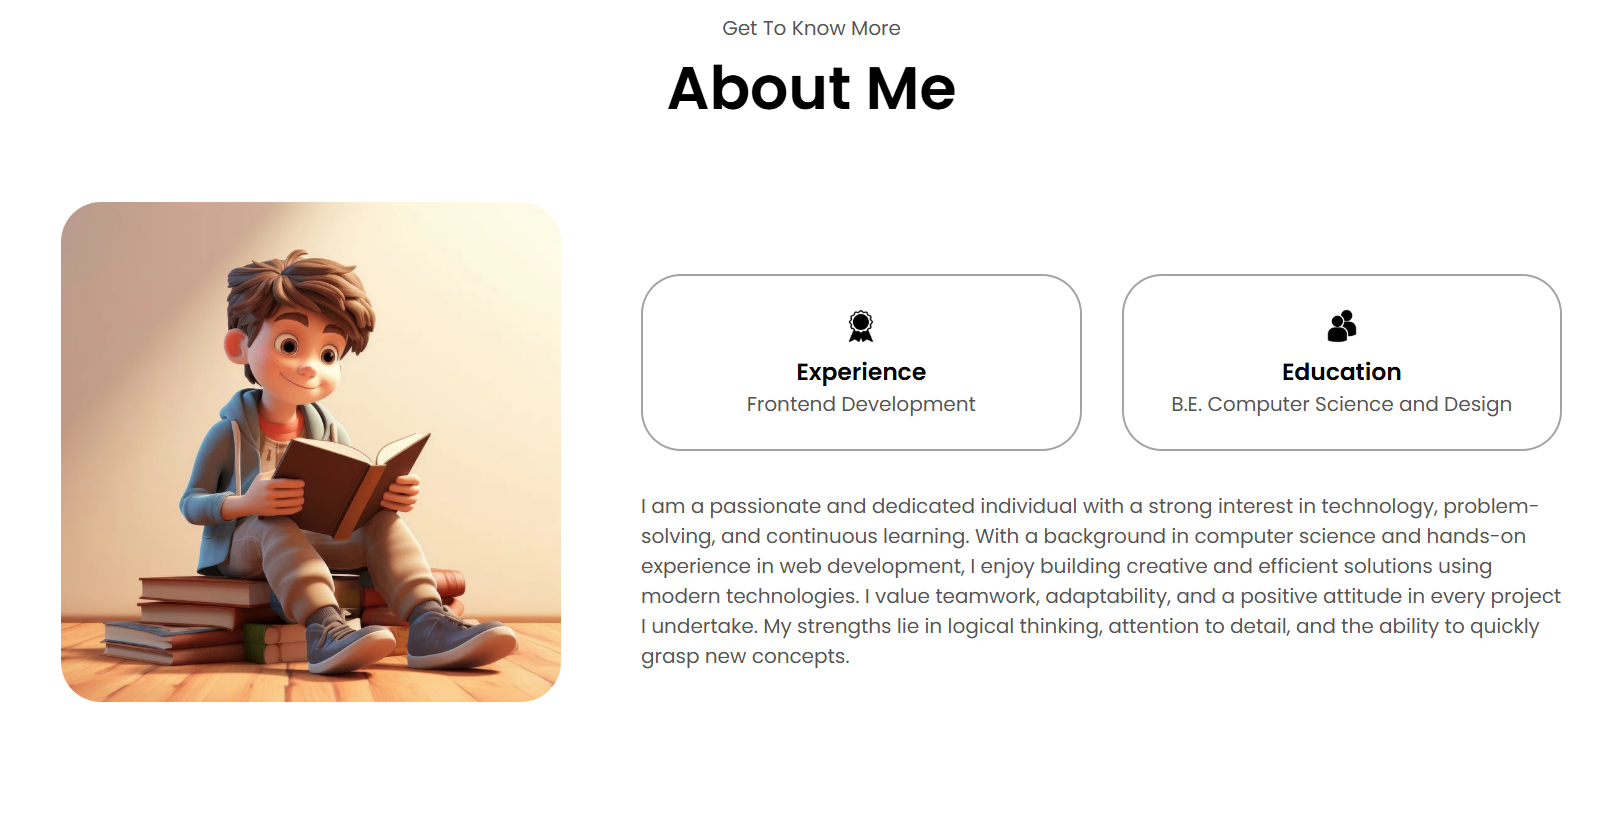 Get To Know More
About Me
Experience
Frontend Development
Education
B.E. Computer Science and Design
I am a passionate and dedicated individual with a strong interest in technology, problem-
solving, and continuous learning. With a background in computer science and hands-on
experience in web development, I enjoy building creative and efficient solutions using
modern technologies. I value teamwork, adaptability, and a positive attitude in every project
I undertake. My strengths lie in logical thinking, attention to detail, and the ability to quickly
grasp new concepts.